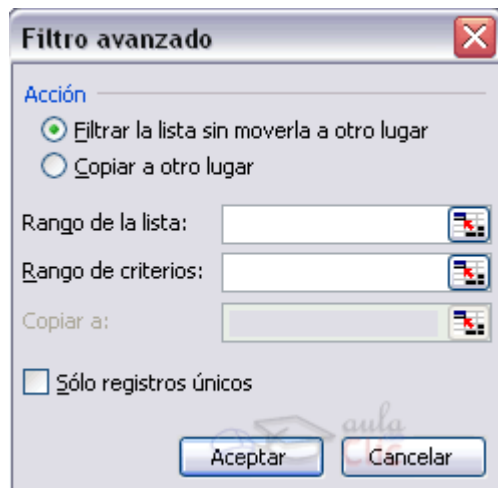 Filtro avanzado
Acción
Filtrar la lista sin moverla a otro lugar
Copiar a otro lugar
Rango de la lista:
Rango de criterios:
Copiar a:
Sólo registros únicos
aula
Clic
Aceptar
Cancelar